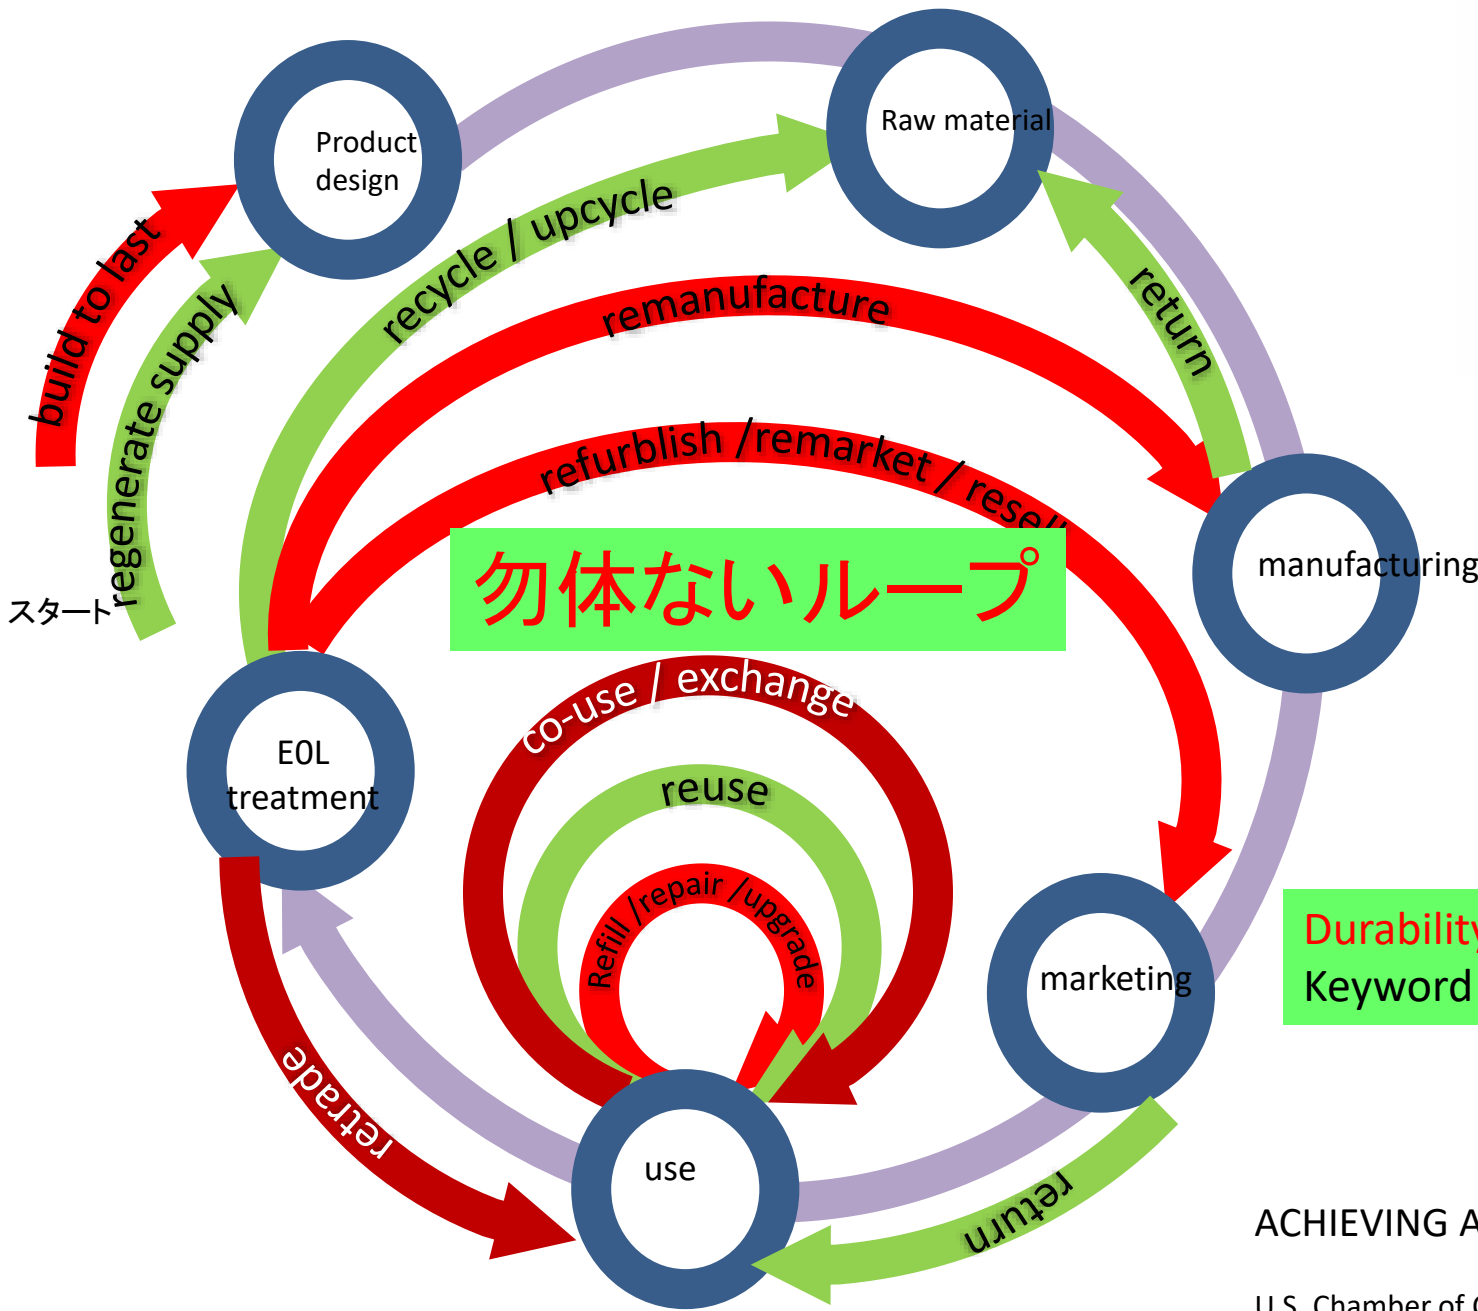 Product
design
Raw material
build to last
regenerate supply
recycle / upcycle
remanufacture
return
refurblish /remarket / resell
勿体ないループ
manufacturing
スタート
co-use / exchange
reuse
Refill /repair /upgrade
EOL
treatment
marketing
Durability
Keyword
retrade
use
return
ACHIEVING A
U.S. Chamber of